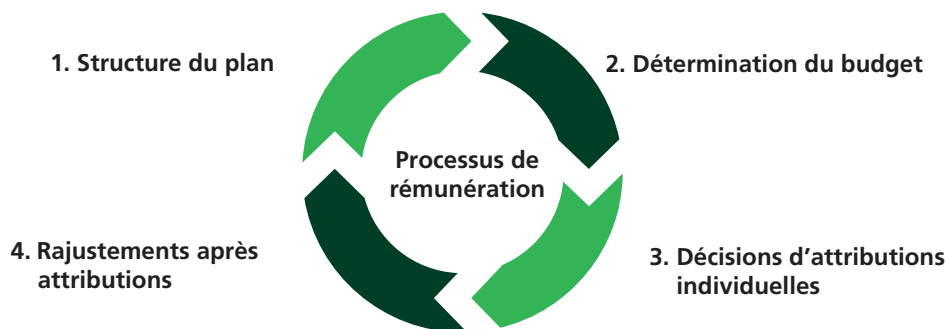 1. Structure du plan
2. Détermination du budget
Processus de
rémunération
3. Décisions d'attributions
individuelles
4. Rajustements après
attributions